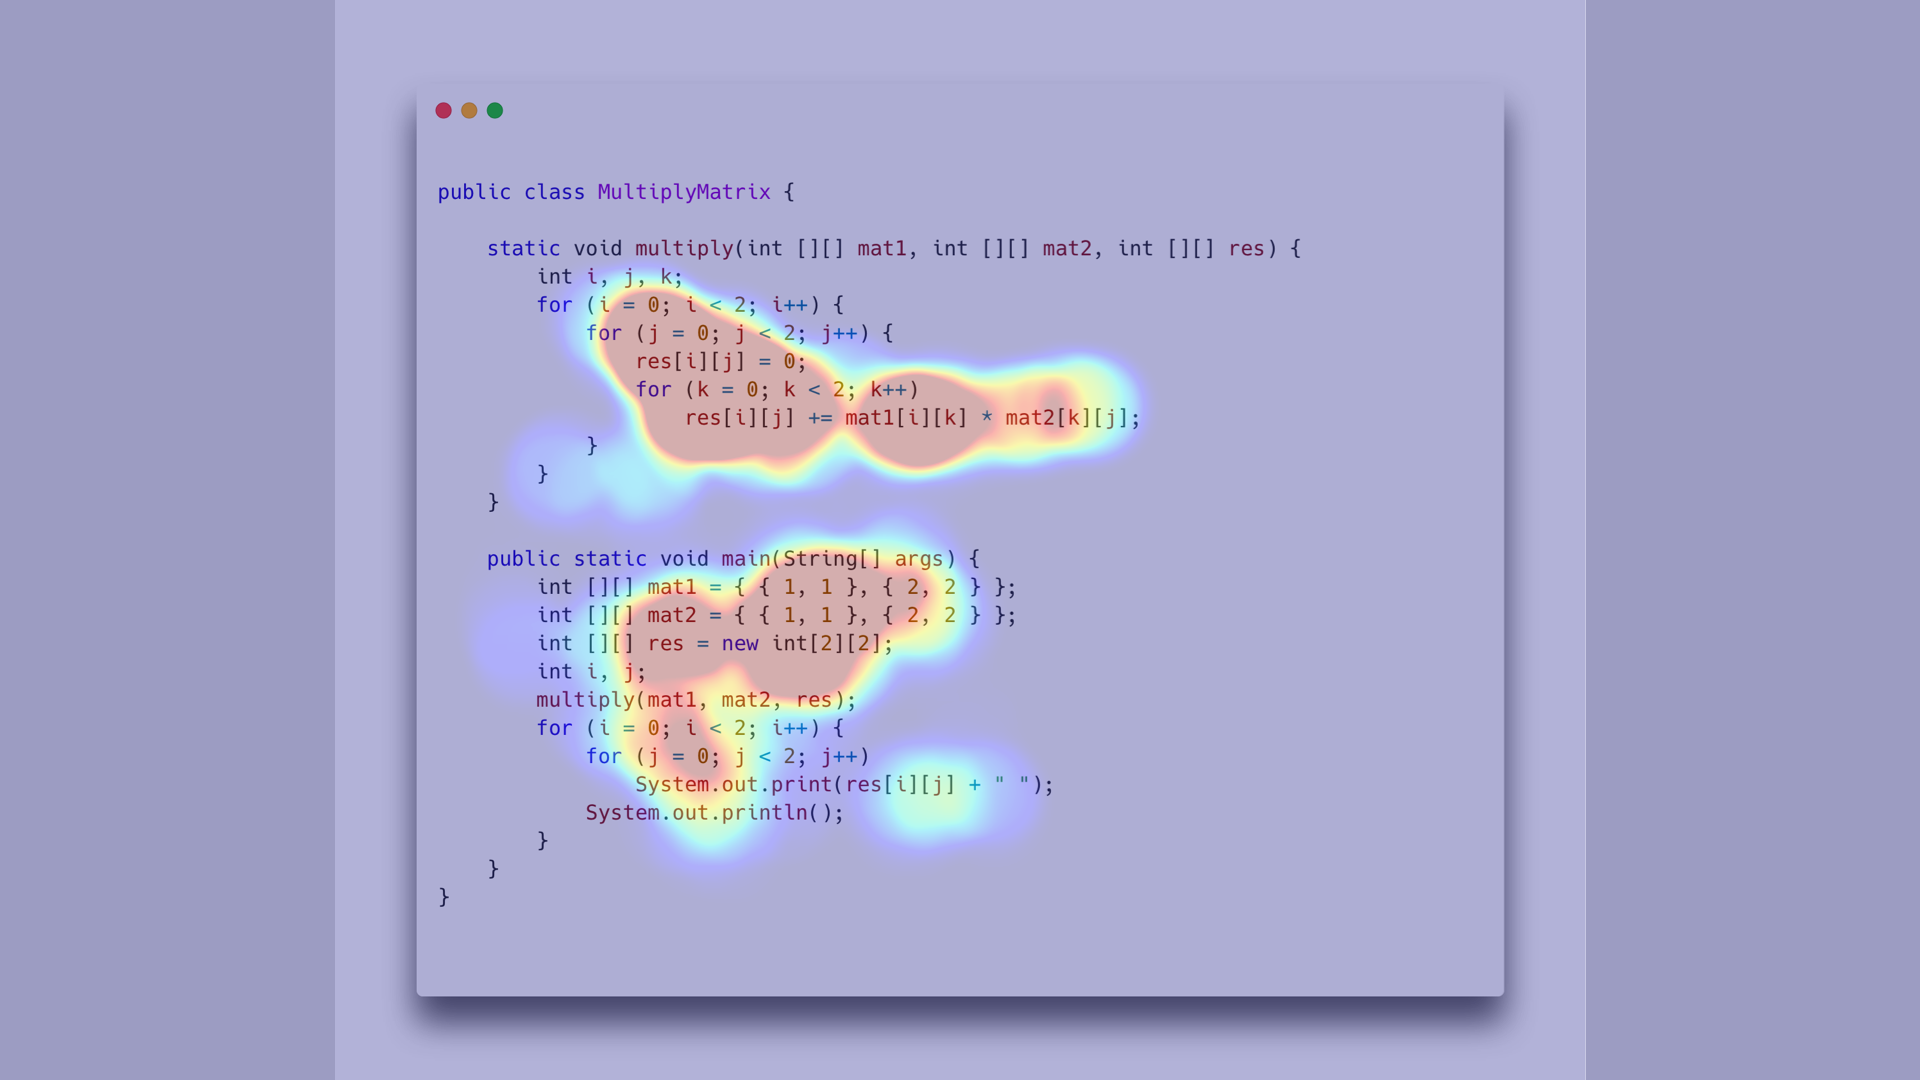 public class MultiplyMatrix {
static void multiply(int [][] mat1, int [][] mat2, int [][] res) {
int i, j, k;
for (i = 0; i < 2; i++) {
for (j = 0; j < 2; j++) {
res[i][j] = 0;
for (k = 0; k < 2; k++)
res[i][j] += mat1[i][k] * mat2[k][j];
}
}
}
public static void main(String[] args) {
int [][] mat1 = { { 1, 1 }, { 2, 2 } };
int [][] mat2 = { { 1, 1 }, { 2, 2 } };
int [][] res = new int[2][2];
int i, j;
multiply(mat1, mat2, res);
for (i = 0; i < 2; i++) {
for (j = 0; j < 2; j++)
System.out.print(res[i][j] + " ");
System.out.println();
}
}
}